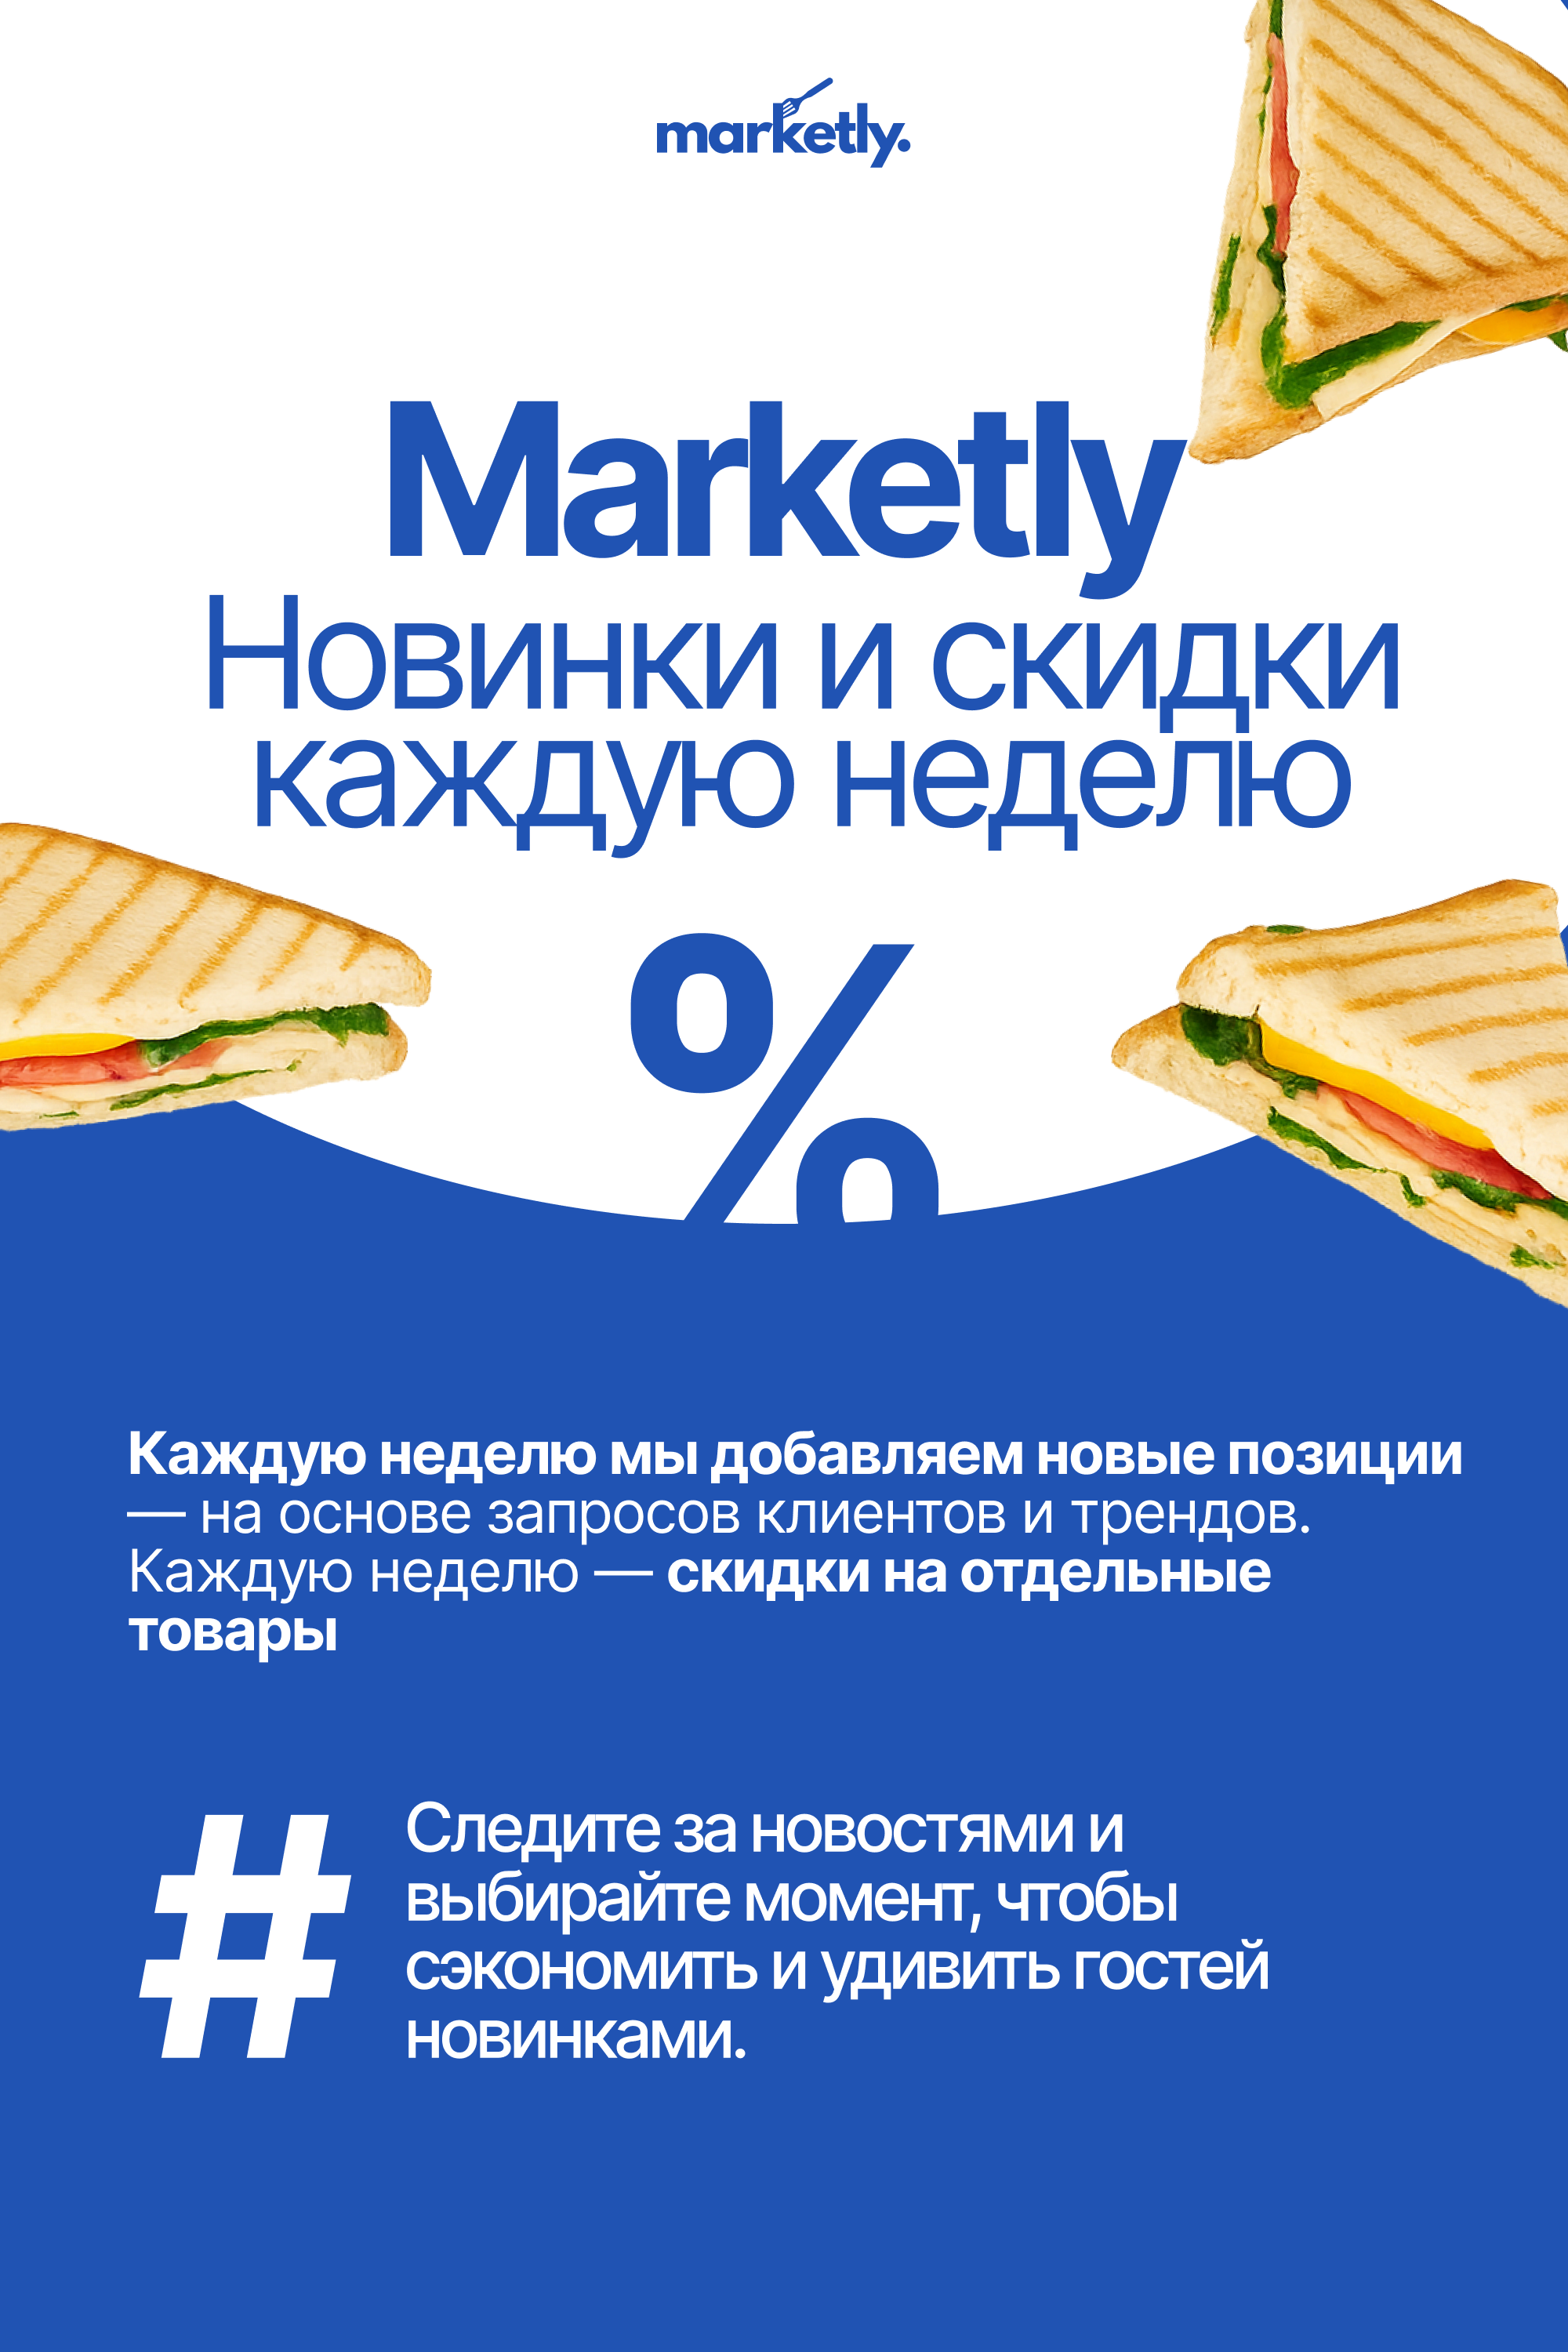 marketly.
Marketly
Новинки и скидки
каждую неделю
%
Каждую неделю мы добавляем новые позиции
— на основе запросов клиентов и трендов.
Каждую неделю — скидки на отдельные
товары
#
Следите за новостями и
выбирайте момент, чтобы
сэкономить и удивить гостей
новинками.